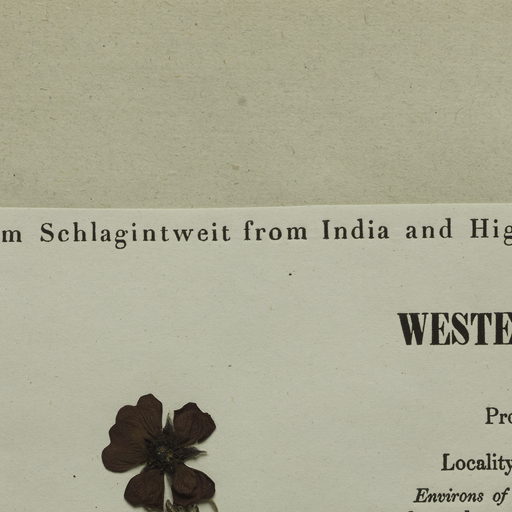 m Schlagintweit from India and Hig
WESTE
Pro
Locality
Environs of